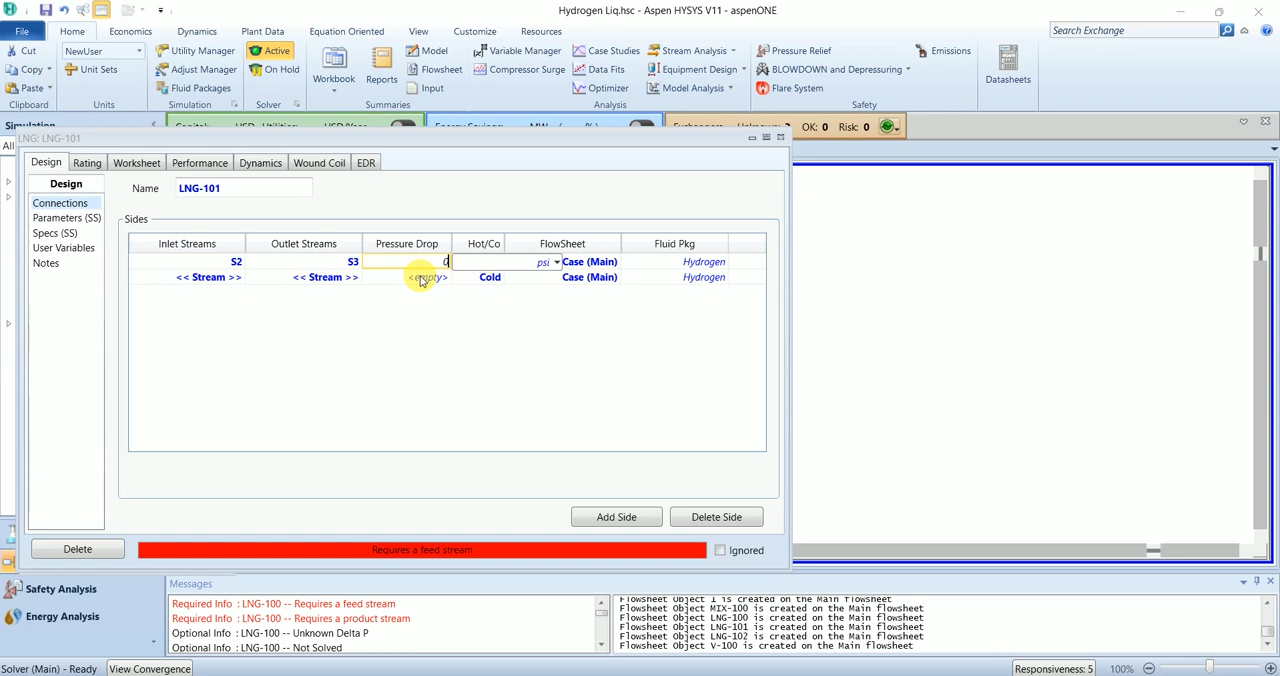 Hydrogen Liq.hsc - Aspen HYSYS V11 - aspenONE
File Home Economics Dynamics Plant Data Equation Oriented View Customize Resources Search Exchange
Cut NewUser Utility Manager Active Model Variable Manager Case Studies Stream Analysis Pressure Relief Emissions
Copy Unit Sets Adjust Manager On Hold Workbook Reports Flowsheet Compressor Surge Data Fits Equipment Design BLOWDOWN and Depressuring Datasheets
Paste Fluid Packages Input Optimizer Model Analysis Flare System
Clipboard Units Simulation Solver Summaries Analysis Safety
OK: 0 Risk: 0
LNG: LNG-101
All
Design Rating Worksheet Performance Dynamics Wound Coil EDR
Design
Connections
Parameters (SS)
Specs (SS)
User Variables
Notes
Name LNG-101
Sides
Inlet Streams Outlet Streams Pressure Drop Hot/Co FlowSheet Fluid Pkg
S2 S3 0 psi Case (Main) Hydrogen
<< Stream >> << Stream >> <empty> Cold Case (Main) Hydrogen
Add Side Delete Side
Delete Requires a feed stream Ignored
Safety Analysis
Energy Analysis
Messages
Required Info : LNG-100 -- Requires a feed stream
Required Info : LNG-100 -- Requires a product stream
Optional Info : LNG-100 -- Unknown Delta P
Optional Info : LNG-100 -- Not Solved
Flowsheet Object 1 is created on the Main flowsheet
Flowsheet Object MIX-100 is created on the Main flowsheet
Flowsheet Object LNG-100 is created on the Main flowsheet
Flowsheet Object LNG-101 is created on the Main flowsheet
Flowsheet Object LNG-102 is created on the Main flowsheet
Flowsheet Object V-100 is created on the Main flowsheet
Solver (Main) - Ready View Convergence Responsiveness: 5 100%